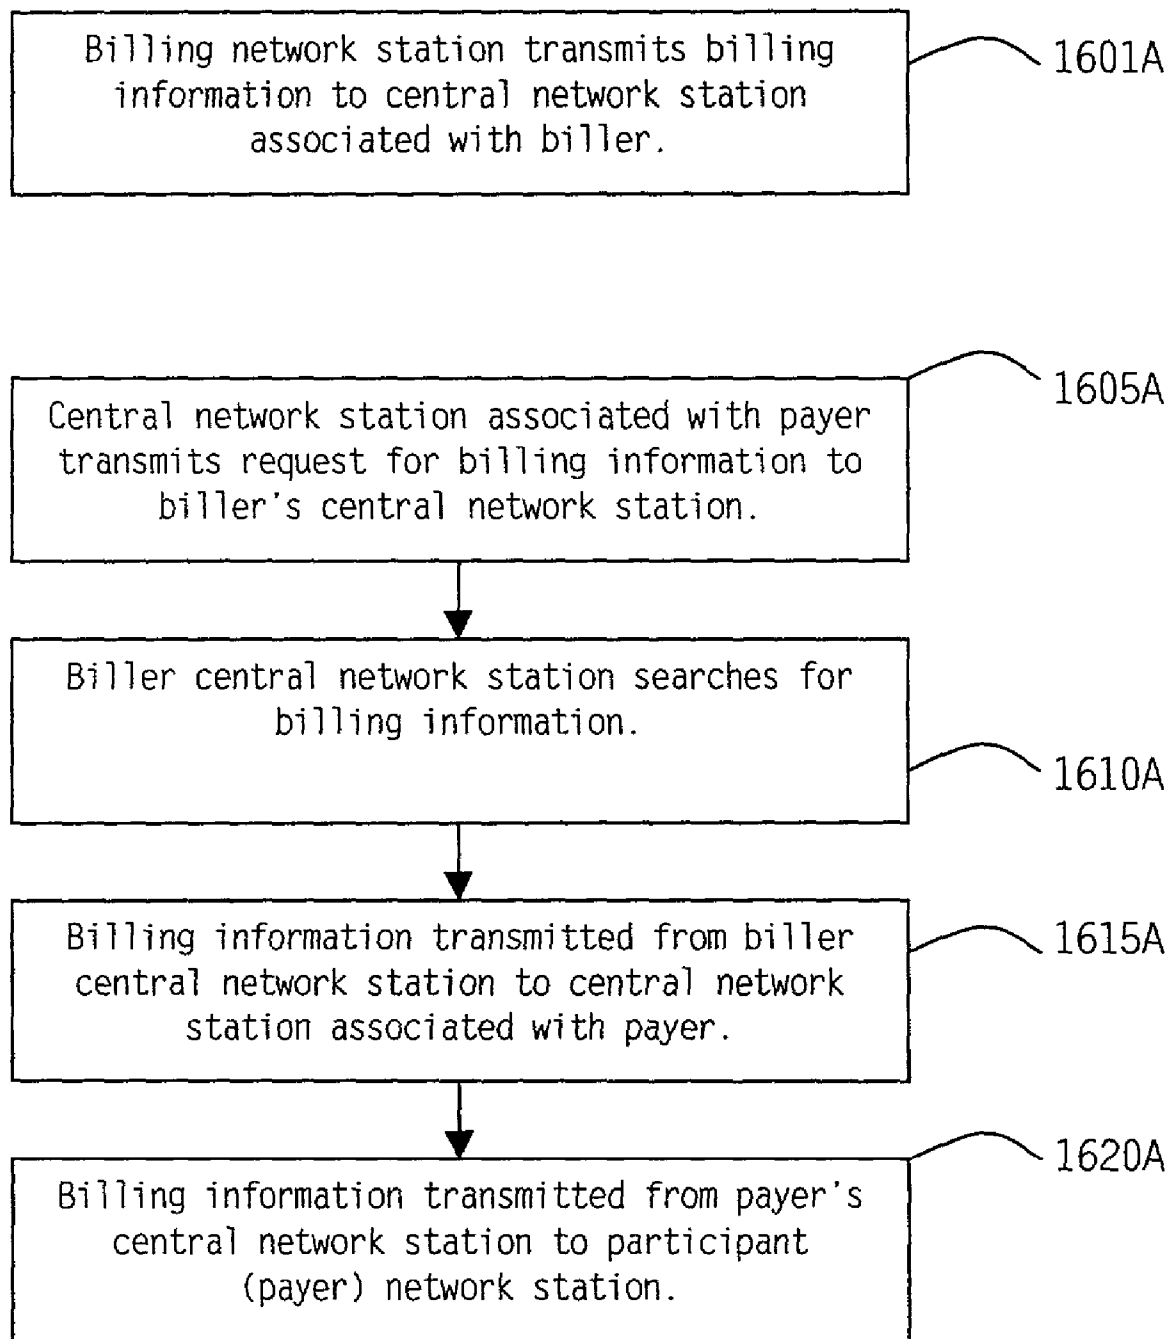 Billing network station transmits billing
information to central network station
associated with biller.
1601A
Central network station associated with payer
transmits request for billing information to
biller's central network station.
1605A
Biller central network station searches for
billing information.
1610A
Billing information transmitted from biller
central network station to central network
station associated with payer.
1615A
Billing information transmitted from payer's
central network station to participant
(payer) network station.
1620A